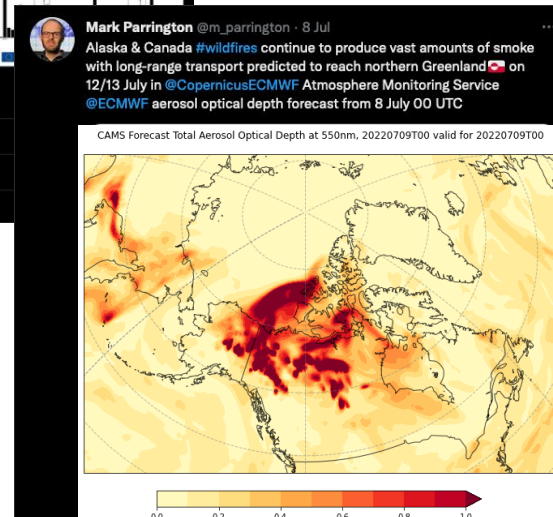 Mark Parrington @m_parrington · 8 Jul
Alaska & Canada #wildfires continue to produce vast amounts of smoke
with long-range transport predicted to reach northern Greenland🇬🇱 on
12/13 July in @CopernicusECMWF Atmosphere Monitoring Service
@ECMWF aerosol optical depth forecast from 8 July 00 UTC
CAMS Forecast Total Aerosol Optical Depth at 550nm, 20220709T00 valid for 20220709T00
0.0 0.2 0.4 0.6 0.8 1.0